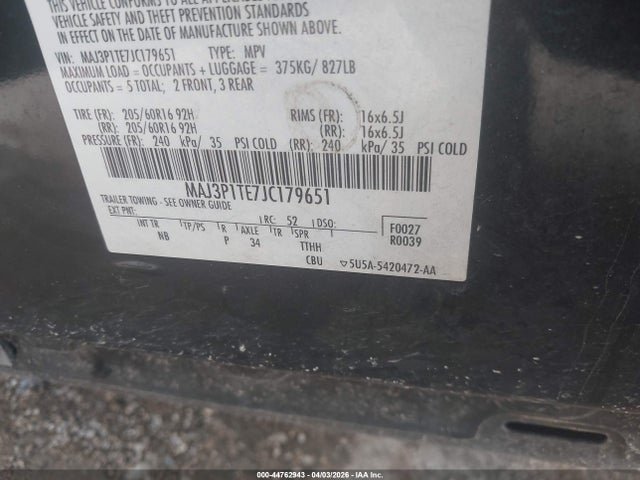 THIS VEHICLE CONFORMS TO ALL APPLICABLE
VEHICLE SAFETY AND THEFT PREVENTION STANDARDS
ON THE DATE OF MANUFACTURE SHOWN ABOVE.
VIN: MAJ3P1TE7JC179651 TYPE: MPV
MAXIMUM LOAD = OCCUPANTS + LUGGAGE = 375KG/ 827LB
OCCUPANTS = 5 TOTAL; 2 FRONT, 3 REAR
TIRE (FR): 205/60R16 92H RIMS (FR): 16x6.5J
(RR): 205/60R16 92H (RR): 16x6.5J
PRESSURE (FR): 240 kPa/ 35 PSI COLD (RR): 240 kPa/ 35 PSI COLD
MAJ3P1TE7JC179651
TRAILER TOWING - SEE OWNER GUIDE
EXT PNT: RC: 52 DSO: F0027
INT TR TP/PS R AXLE TR SPR R0039
NB P 34 TTHH
CBU ▽5U5A-5420472-AA
000-44762943 - 04/03/2026 - IAA Inc.